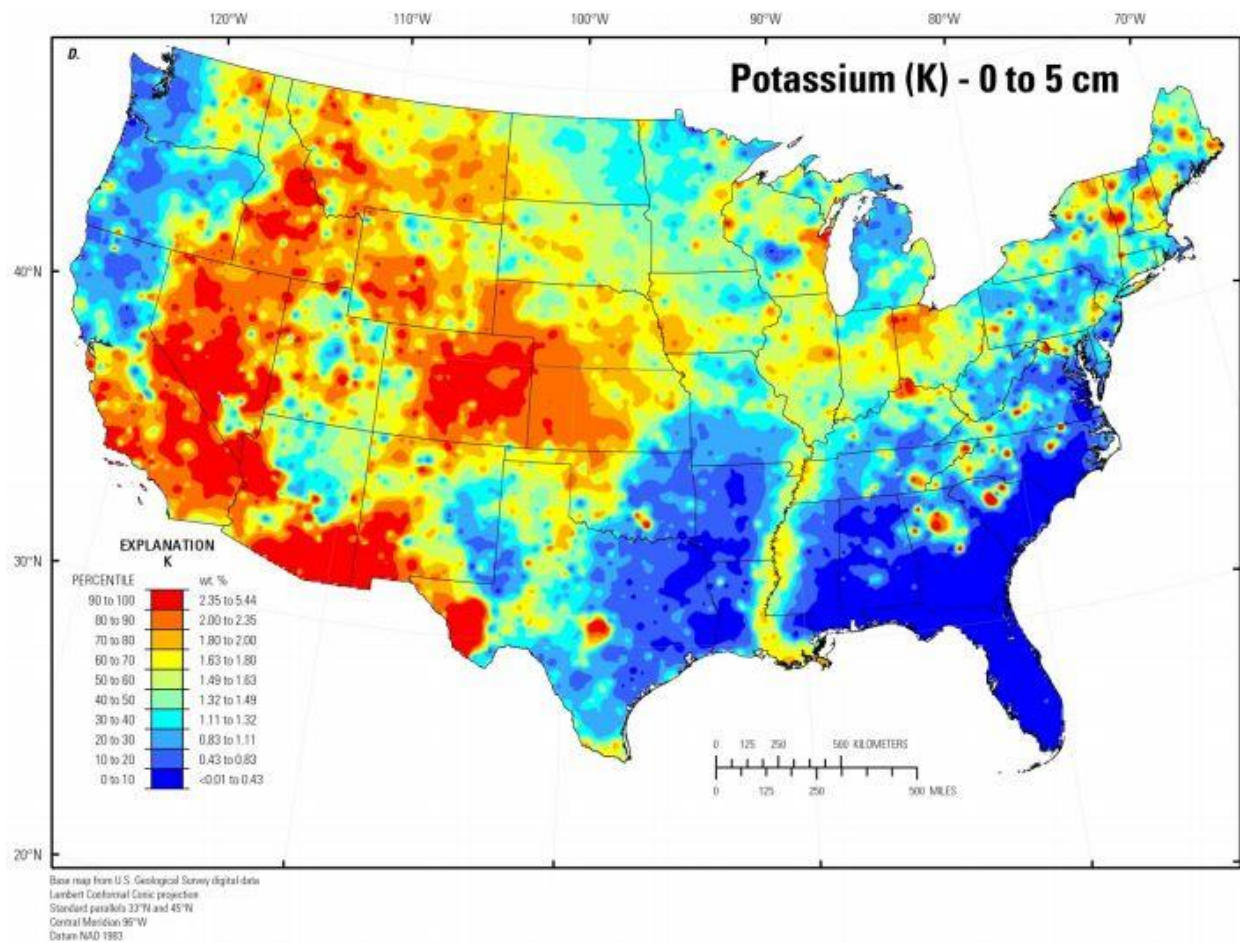 120°W 110°W 100°W 90°W 80°W 70°W
D.
Potassium (K) - 0 to 5 cm
40°N
30°N
EXPLANATION
K
PERCENTILE wt. %
90 to 100 2.35 to 5.44
80 to 90 2.00 to 2.35
70 to 80 1.80 to 2.00
60 to 70 1.63 to 1.80
50 to 60 1.49 to 1.63
40 to 50 1.32 to 1.49
30 to 40 1.11 to 1.32
20 to 30 0.83 to 1.11
10 to 20 0.43 to 0.83
0 to 10 <0.01 to 0.43
0 125 250 500 KILOMETERS
0 125 250 500 MILES
20°N
Base map from U.S. Geological Survey digital data
Lambert Conformal Conic projection
Standard parallels 33°N and 45°N
Central Meridian 96°W
Datum NAD 1983